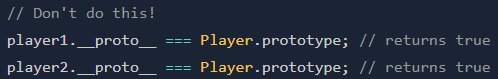 // Don't do this!
player1.__proto__ === Player.prototype; // returns true
player2.__proto__ === Player.prototype; // returns true